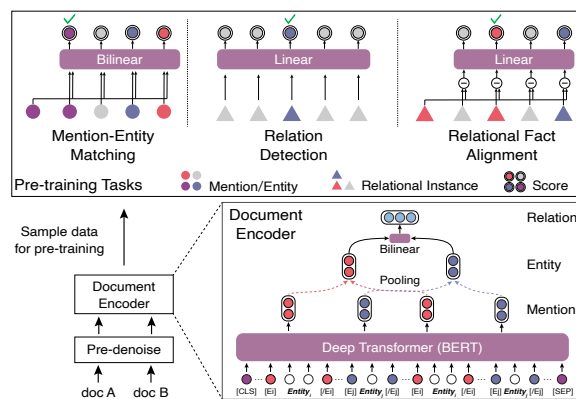 Bilinear
Linear
Linear
Mention-Entity
Matching
Relation
Detection
Relational Fact
Alignment
Pre-training Tasks
Mention/Entity
Relational Instance
Score
Sample data
for pre-training
Document
Encoder
Pre-denoise
doc A
doc B
Document
Encoder
Relation
Bilinear
Entity
Pooling
Mention
Deep Transformer (BERT)
[CLS] ... [Ei] Entity i [/Ei] ... [Ej] Entity j [/Ej] ... [Ei] Entity i [/Ei] ... [Ej] Entity j [/Ej] ... [SEP]